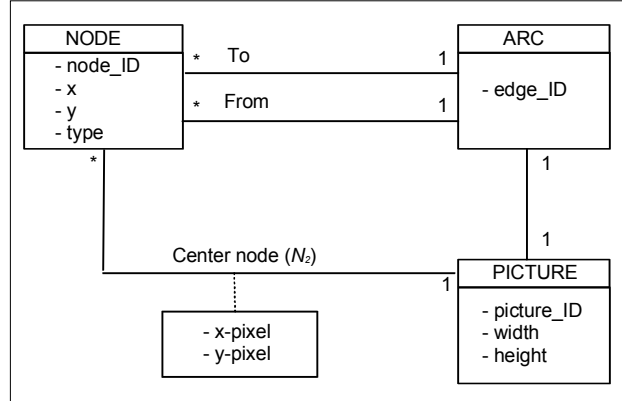 NODE
- node_ID
- x
- y
- type
*
To
1
*
From
1
ARC
- edge_ID
*
1
1
Center node (N₂)
1
- x-pixel
- y-pixel
PICTURE
- picture_ID
- width
- height